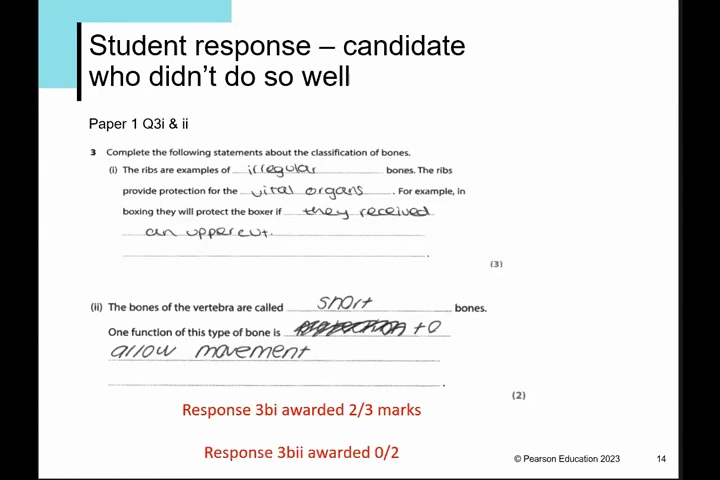 Student response – candidate
who didn't do so well
Paper 1 Q3i & ii
3 Complete the following statements about the classification of bones.
(i) The ribs are examples of irregular bones. The ribs
provide protection for the vital organs. For example, in
boxing they will protect the boxer if they received
an uppercut.
(3)
(ii) The bones of the vertebra are called short bones.
One function of this type of bone is to
allow movement
(2)
Response 3bi awarded 2/3 marks
Response 3bii awarded 0/2
© Pearson Education 2023 14